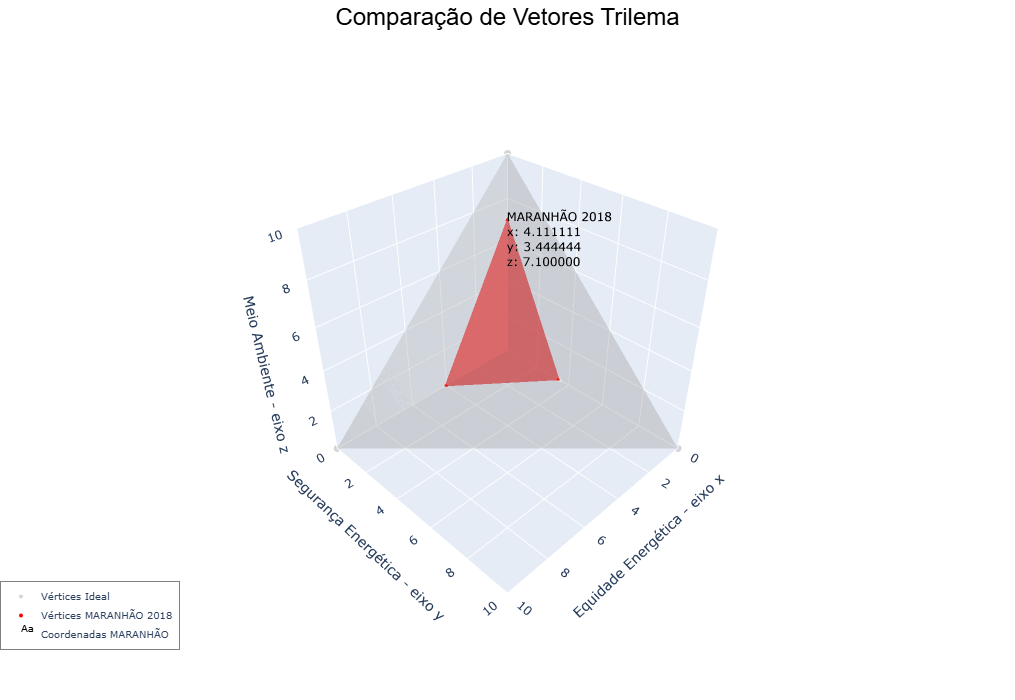 Comparação de Vetores Trilema
MARANHÃO 2018
x: 4.111111
y: 3.444444
z: 7.100000
10
8
6
4
2
Meio Ambiente - eixo z
0
2
4
6
8
10
Segurança Energética - eixo y
0
2
4
6
8
10
Equidade Energética - eixo x
Vértices Ideal
Vértices MARANHÃO 2018
Aa Coordenadas MARANHÃO